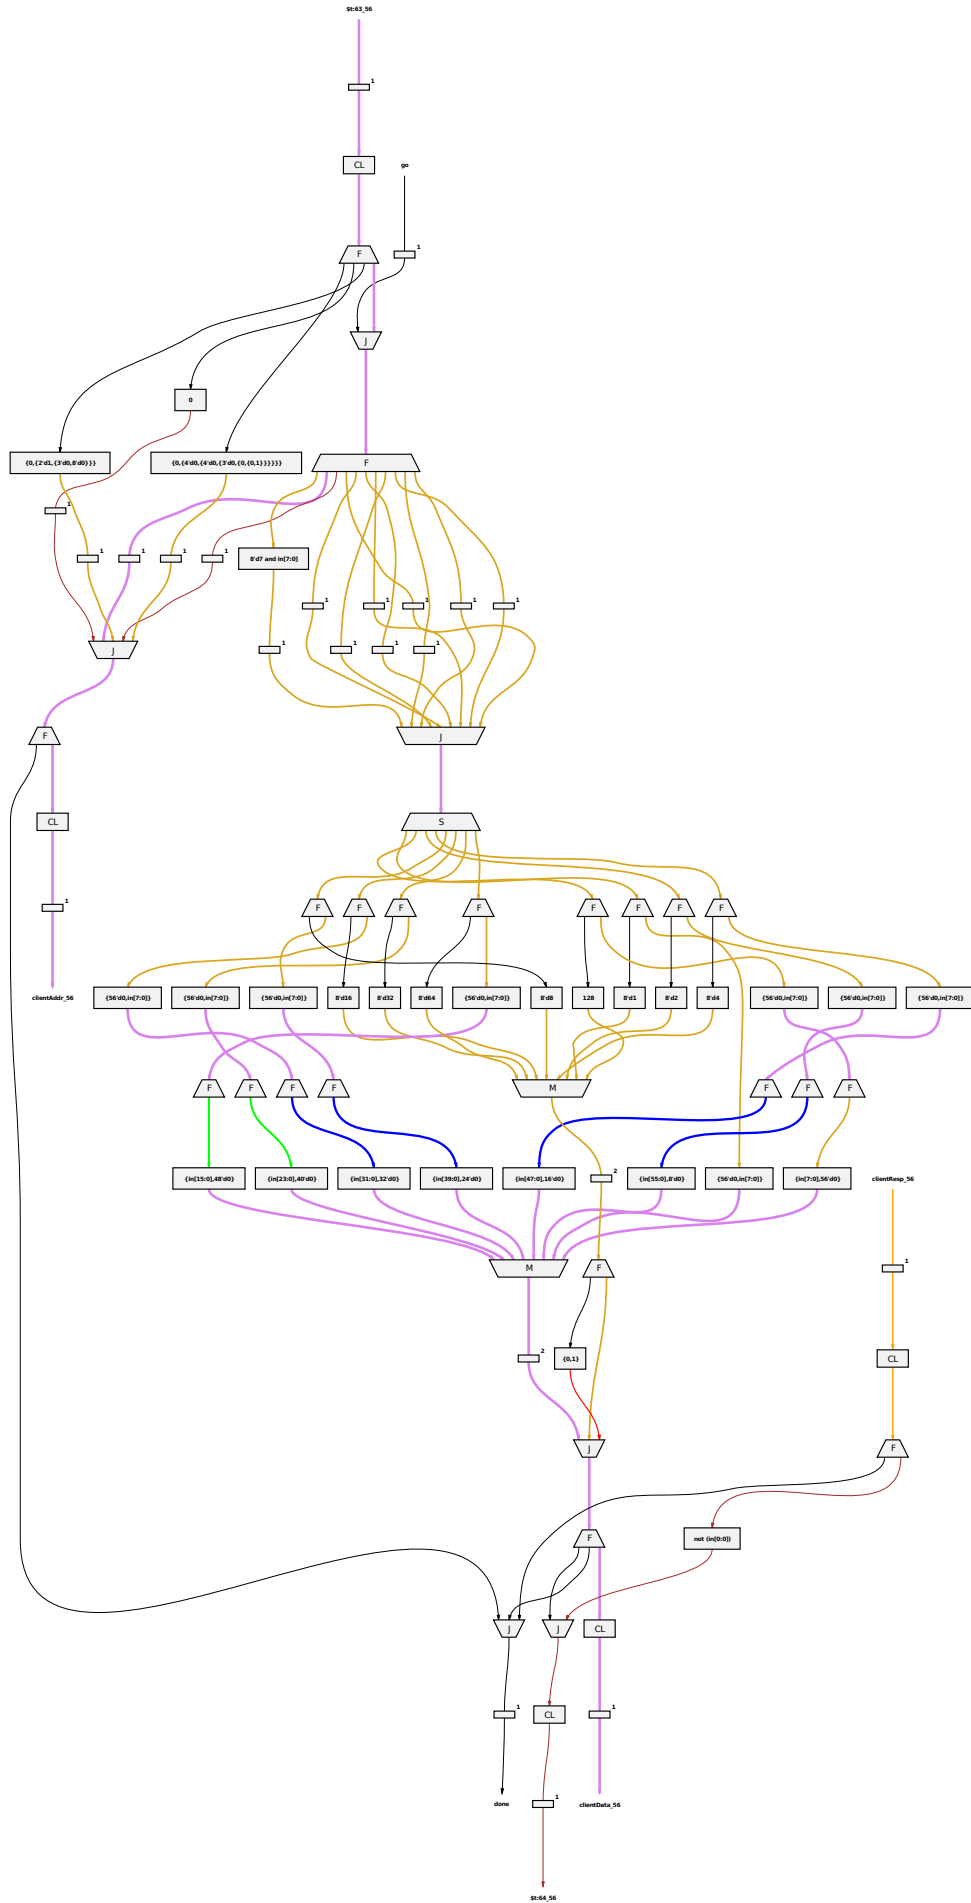 $t:63_56
1
CL
go
1
F
J
0
{0,{2'd1,{3'd0,8'd0}}}
{0,{4'd0,{4'd0,{3'd0,{0,{0,1}}}}}}
F
1
1
1
1
1
8'd7 and in[7:0]
1
1
1
1
1
1
1
1
1
J
F
J
CL
S
1
F
F
F
F
F
F
F
F
clientAddr_56
{56'd0,in[7:0]}
{56'd0,in[7:0]}
{56'd0,in[7:0]}
8'd16
8'd32
8'd64
{56'd0,in[7:0]}
8'd8
128
8'd1
8'd2
8'd4
{56'd0,in[7:0]}
{56'd0,in[7:0]}
{56'd0,in[7:0]}
F
F
F
F
M
F
F
F
{in[15:0],48'd0}
{in[23:0],40'd0}
{in[31:0],32'd0}
{in[39:0],24'd0}
{in[47:0],16'd0}
2
{in[55:0],8'd0}
{56'd0,in[7:0]}
{in[7:0],56'd0}
clientResp_56
M
F
1
2
{0,1}
CL
J
F
F
not (in[0:0])
J
J
CL
1
CL
1
done
1
clientData_56
$t:64_56